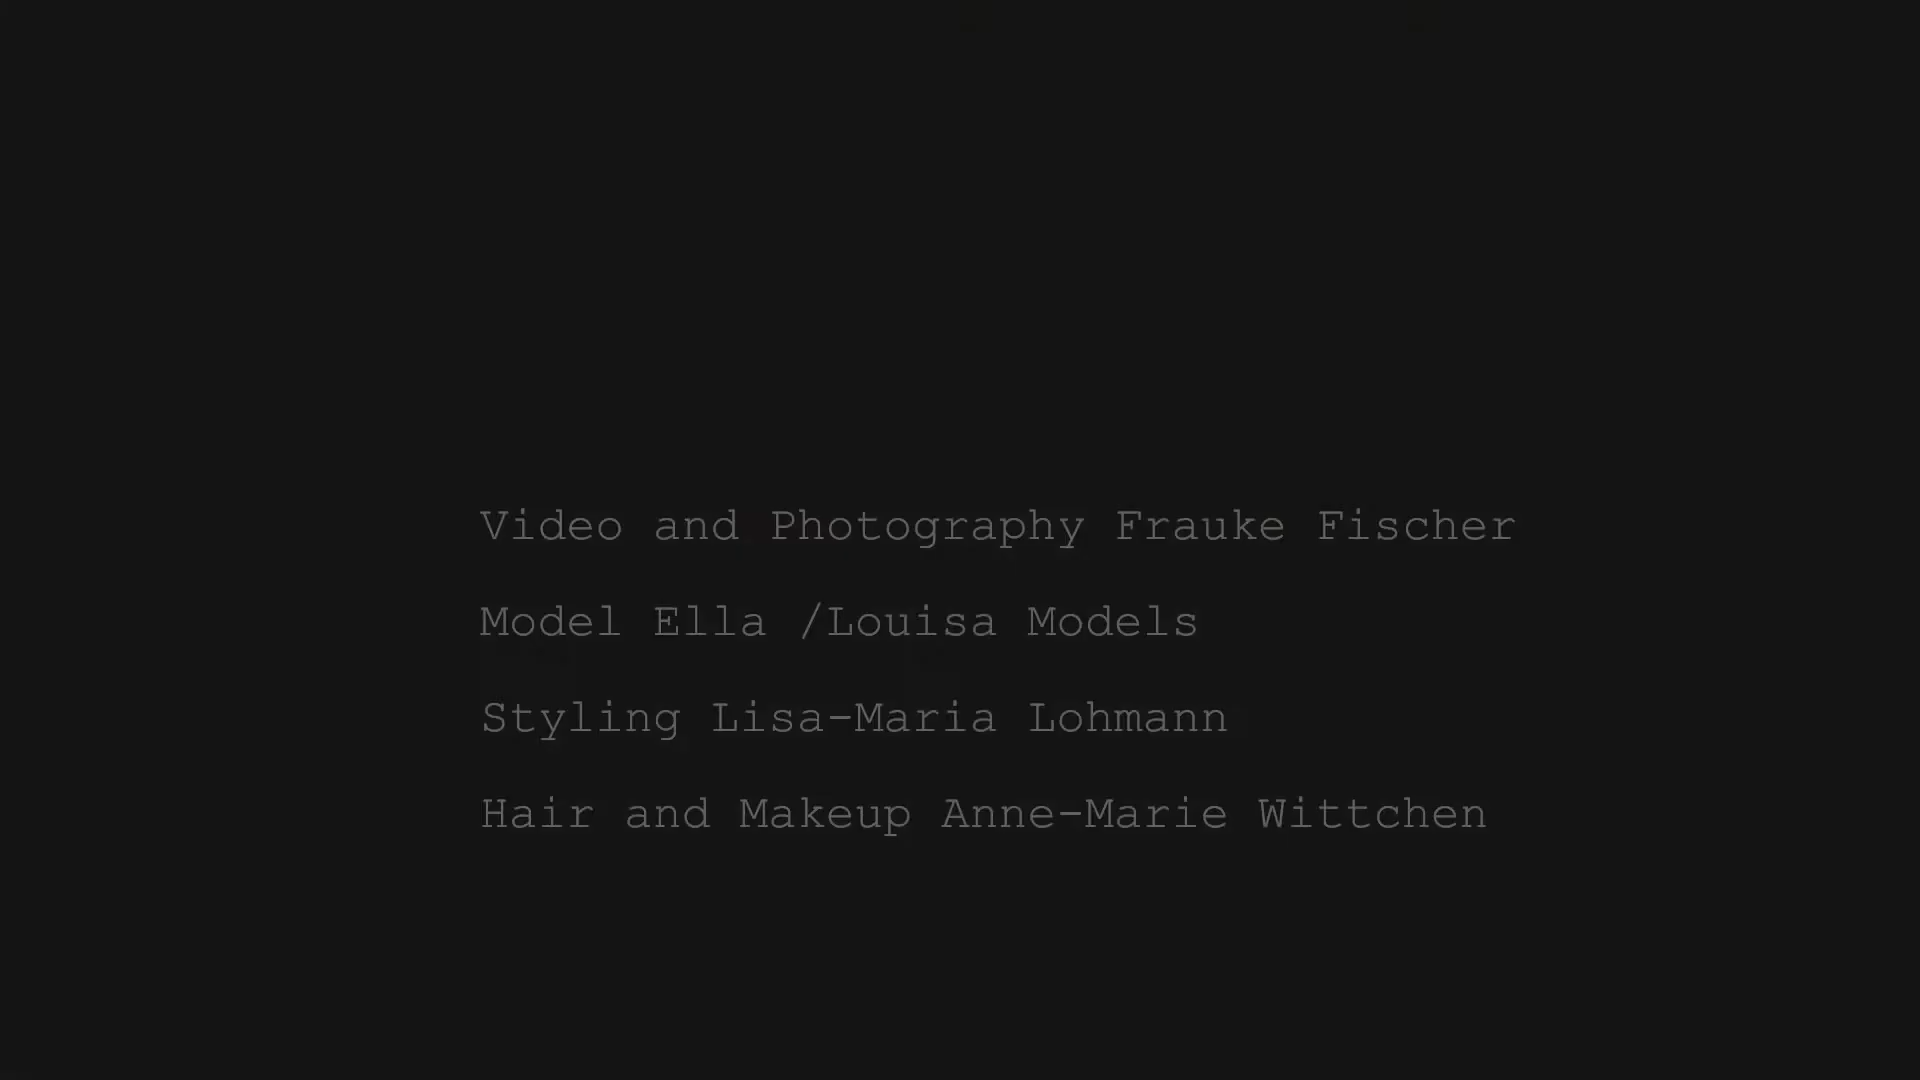 Video and Photography Frauke Fischer
Model Ella /Louisa Models
Styling Lisa-Maria Lohmann
Hair and Makeup Anne-Marie Wittchen